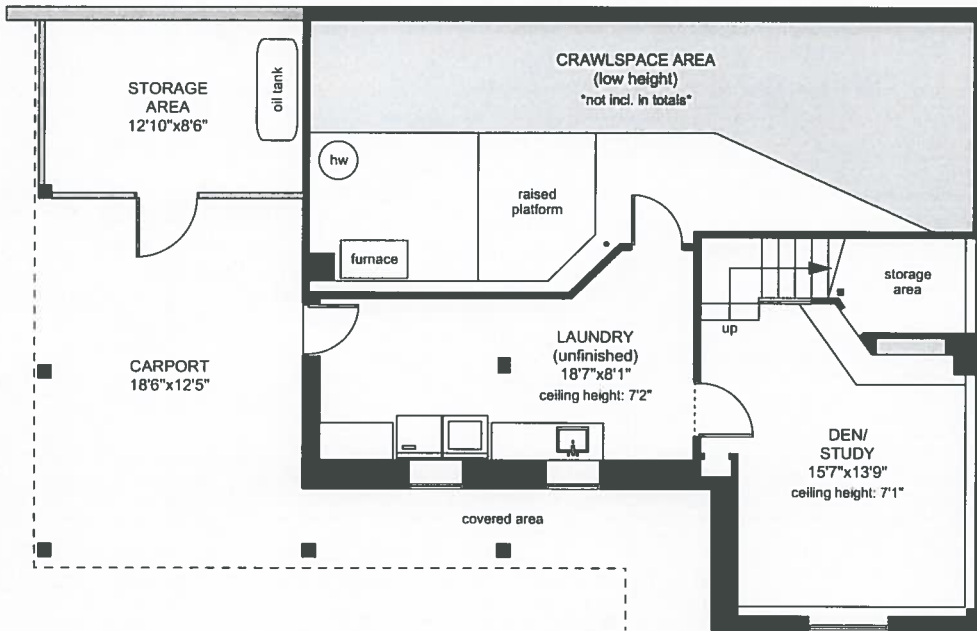 STORAGE
AREA
12'10"x8'6"
oil tank
CRAWLSPACE AREA
(low height)
*not incl. in totals*
hw
raised
platform
furnace
storage
area
up
LAUNDRY
(unfinished)
18'7"x8'1"
ceiling height: 7'2"
CARPORT
18'6"x12'5"
DEN/
STUDY
15'7"x13'9"
ceiling height: 7'1"
covered area